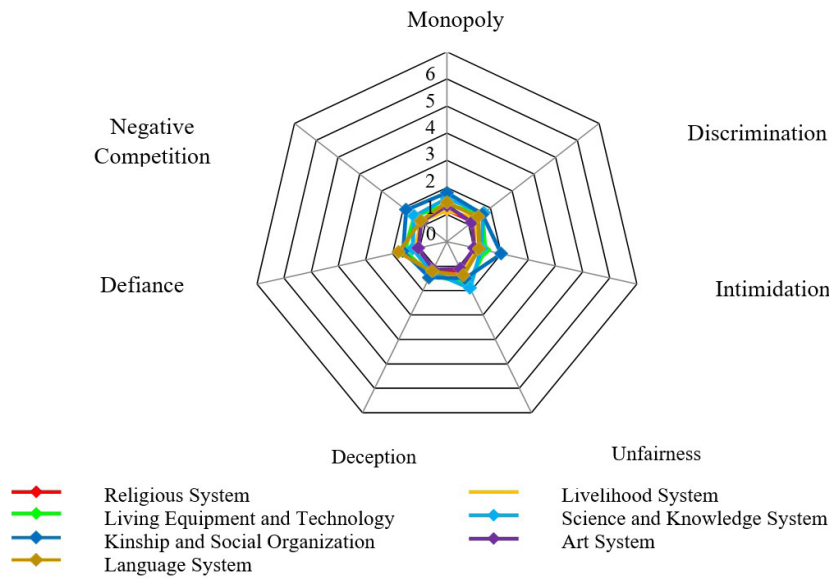 Monopoly
6
5
4
3
2
1
0
Negative
Competition
Discrimination
Defiance
Intimidation
Deception
Unfairness
Religious System
Livelihood System
Living Equipment and Technology
Science and Knowledge System
Kinship and Social Organization
Art System
Language System